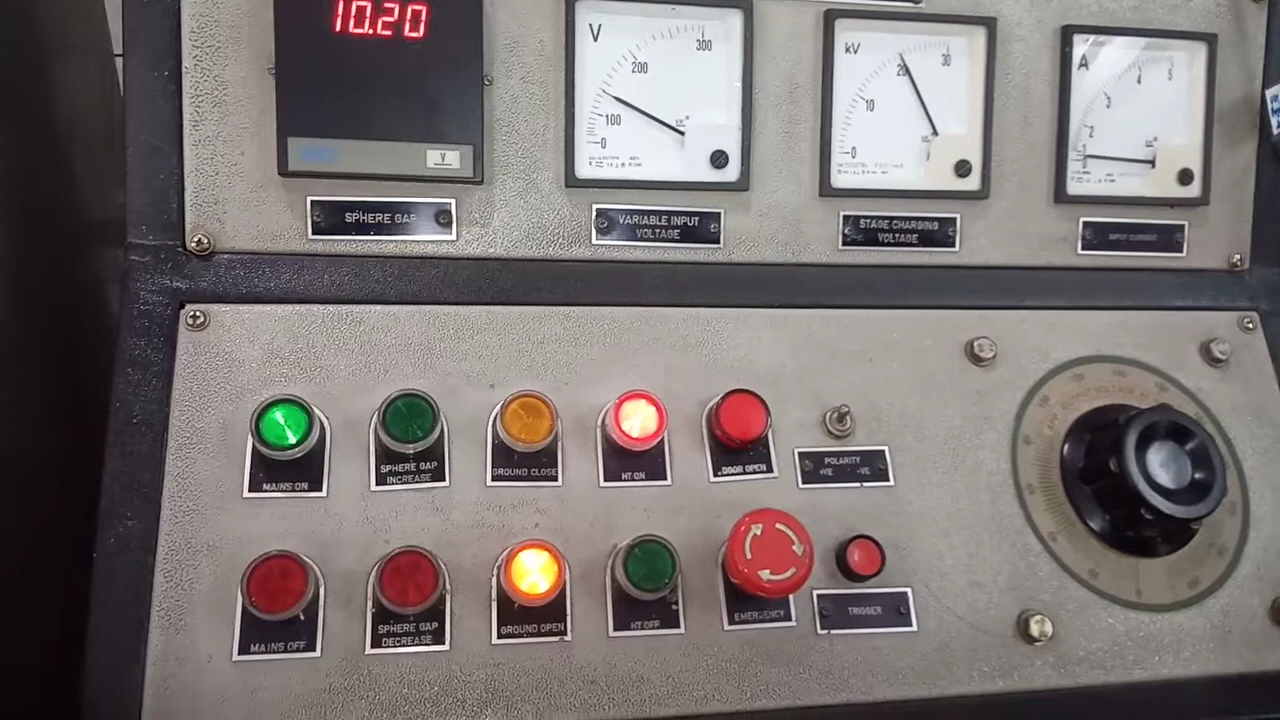 10.20
V
300
200
100
0
kV
30
20
10
0
A
5
4
3
2
V
SPHERE GAP
VARIABLE INPUT
VOLTAGE
STAGE CHARGING
VOLTAGE
INPUT CURRENT
MAINS ON
SPHERE GAP
INCREASE
GROUND CLOSE
HT ON
DOOR OPEN
POLARITY
+VE -VE
MAINS OFF
SPHERE GAP
DECREASE
GROUND OPEN
HT OFF
EMERGENCY
TRIGGER